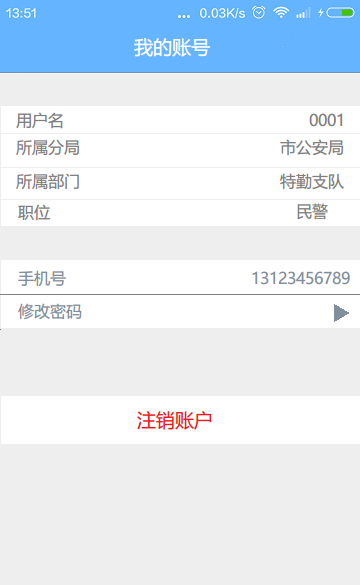 13:51 ... 0.03K/s
我的账号
用户名 0001
所属分局 市公安局
所属部门 特勤支队
职位 民警
手机号 13123456789
修改密码
注销账户